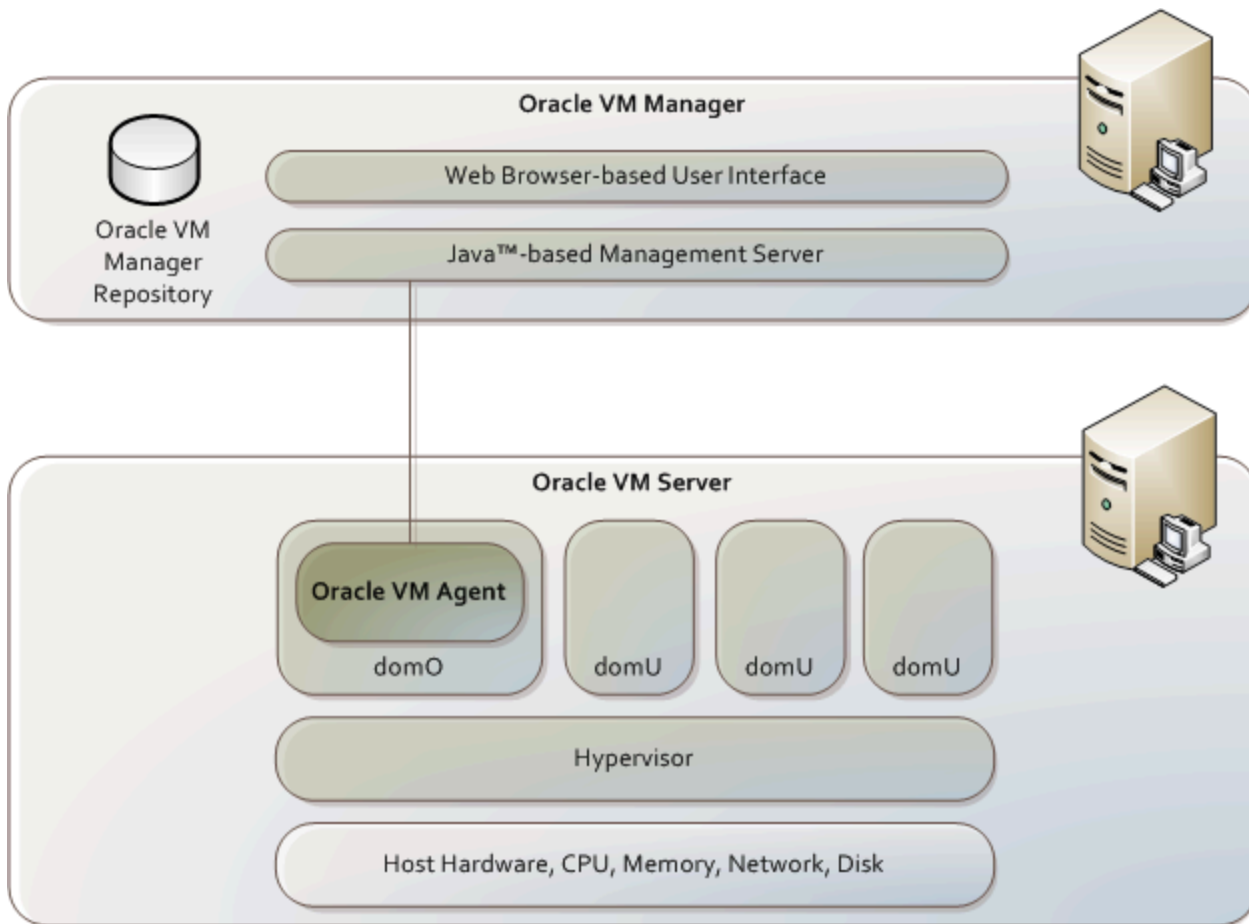 Oracle VM Manager
Web Browser-based User Interface
Java™-based Management Server
Oracle VM
Manager
Repository
Oracle VM Server
Oracle VM Agent
domO
domU
domU
domU
Hypervisor
Host Hardware, CPU, Memory, Network, Disk